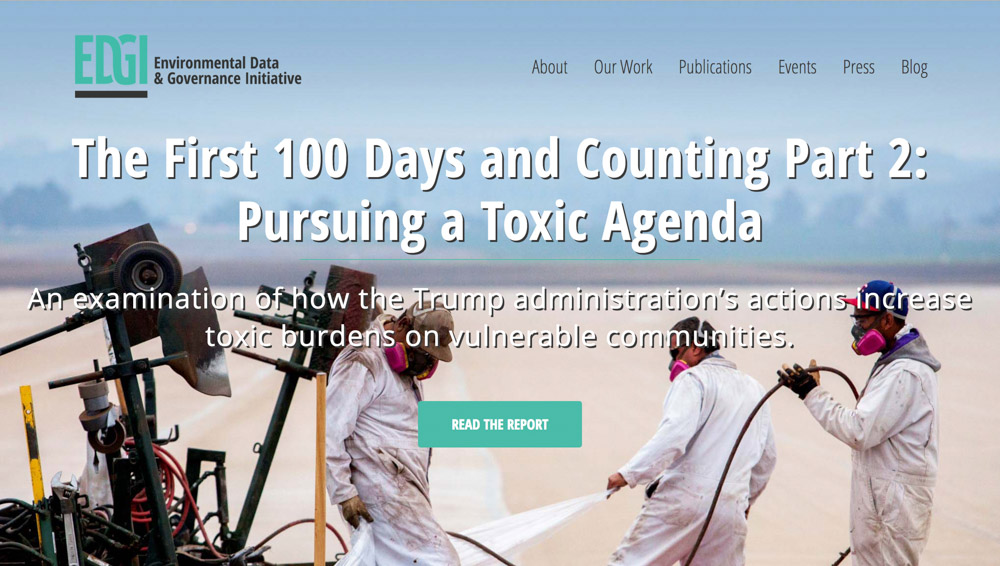 EDGI
Environmental Data
& Governance Initiative
About Our Work Publications Events Press Blog
The First 100 Days and Counting Part 2:
Pursuing a Toxic Agenda
An examination of how the Trump administration’s actions increase
toxic burdens on vulnerable communities.
READ THE REPORT